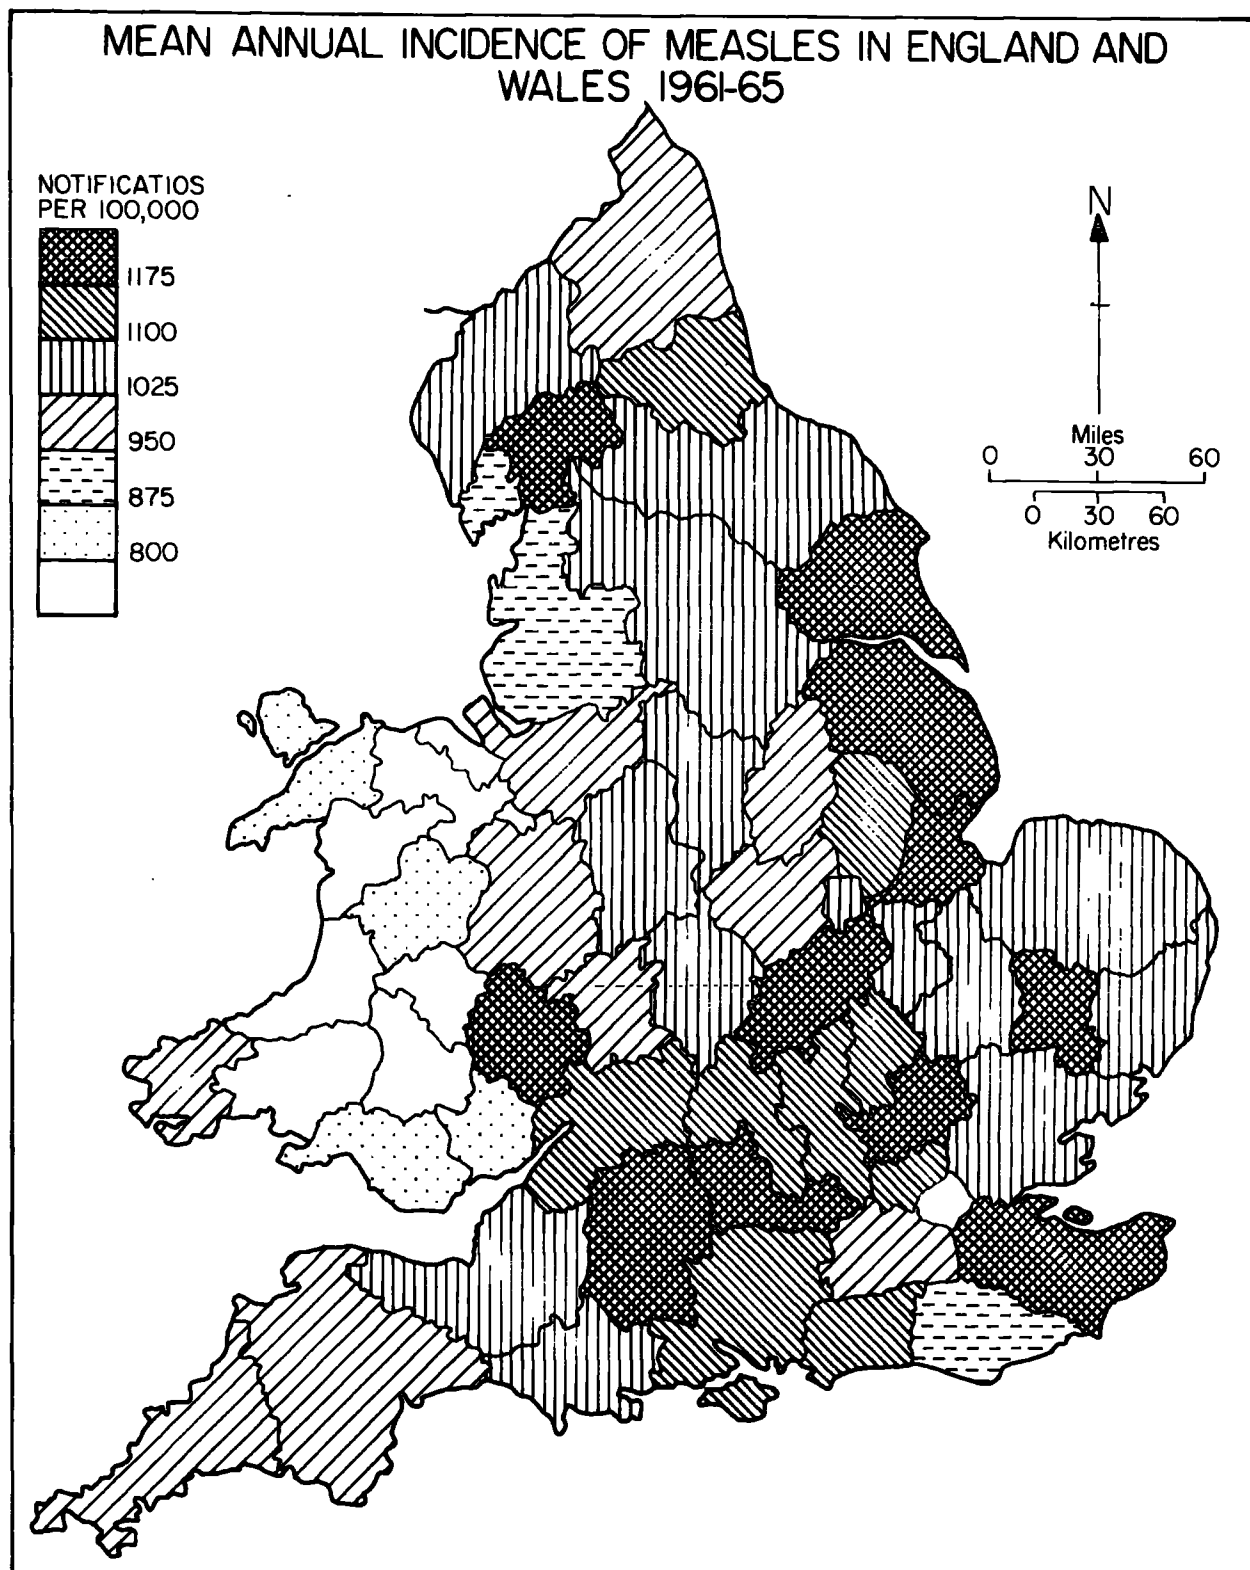 MEAN ANNUAL INCIDENCE OF MEASLES IN ENGLAND AND
WALES 1961-65
NOTIFICATIOS
PER 100,000
1175
1100
1025
950
875
800
N
Miles
0 30 60
0 30 60
Kilometres